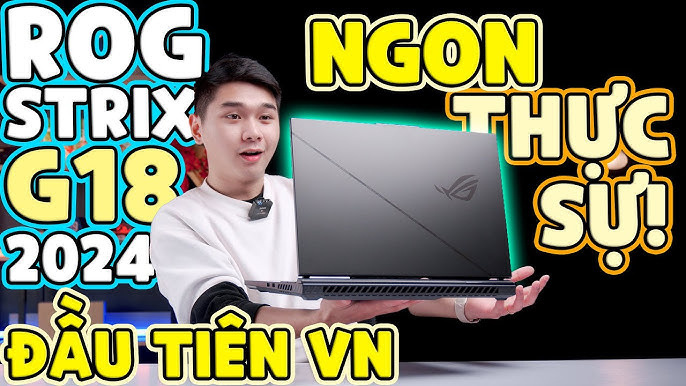 ROG
STRIX
G18
2024
NGON
THỰC
SỰ!
ĐẦU TIÊN VN